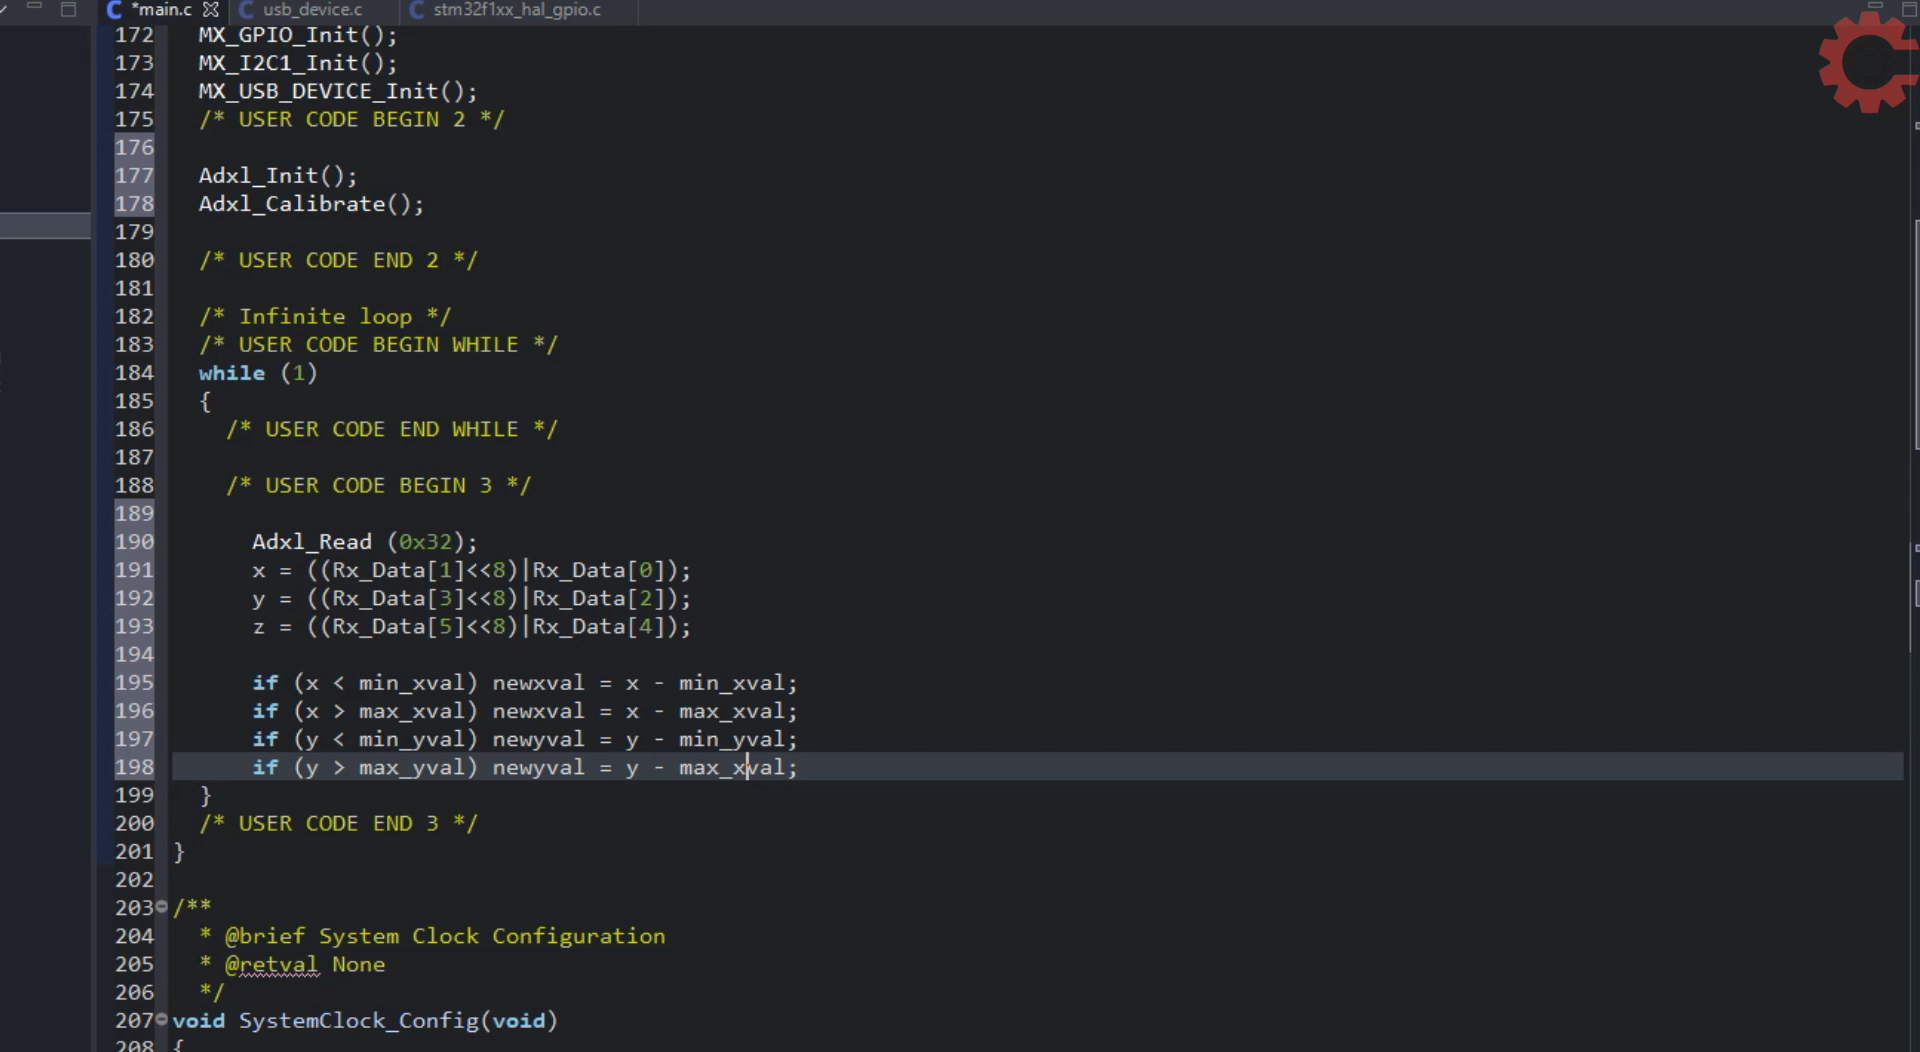 *main.c
usb_device.c
stm32f1xx_hal_gpio.c
172 MX_GPIO_Init();
173 MX_I2C1_Init();
174 MX_USB_DEVICE_Init();
175 /* USER CODE BEGIN 2 */
176
177 Adxl_Init();
178 Adxl_Calibrate();
179
180 /* USER CODE END 2 */
181
182 /* Infinite loop */
183 /* USER CODE BEGIN WHILE */
184 while (1)
185 {
186 /* USER CODE END WHILE */
187
188 /* USER CODE BEGIN 3 */
189
190 Adxl_Read (0x32);
191 x = ((Rx_Data[1]<<8)|Rx_Data[0]);
192 y = ((Rx_Data[3]<<8)|Rx_Data[2]);
193 z = ((Rx_Data[5]<<8)|Rx_Data[4]);
194
195 if (x < min_xval) newxval = x - min_xval;
196 if (x > max_xval) newxval = x - max_xval;
197 if (y < min_yval) newyval = y - min_yval;
198 if (y > max_yval) newyval = y - max_xval;
199 }
200 /* USER CODE END 3 */
201 }
202
203 /**
204 * @brief System Clock Configuration
205 * @retval None
206 */
207 void SystemClock_Config(void)
208 {